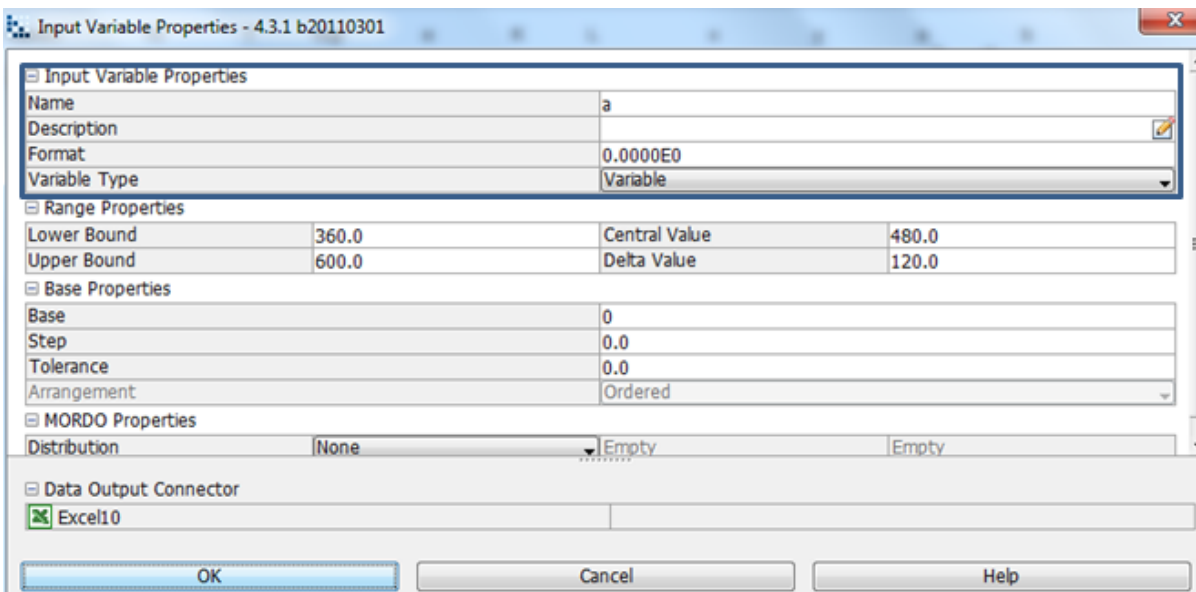 Input Variable Properties - 4.3.1 b20110301
Input Variable Properties
Name a
Description
Format 0.0000E0
Variable Type Variable
Range Properties
Lower Bound 360.0 Central Value 480.0
Upper Bound 600.0 Delta Value 120.0
Base Properties
Base 0
Step 0.0
Tolerance 0.0
Arrangement Ordered
MORDO Properties
Distribution None Empty Empty
Data Output Connector
Excel10
OK Cancel Help